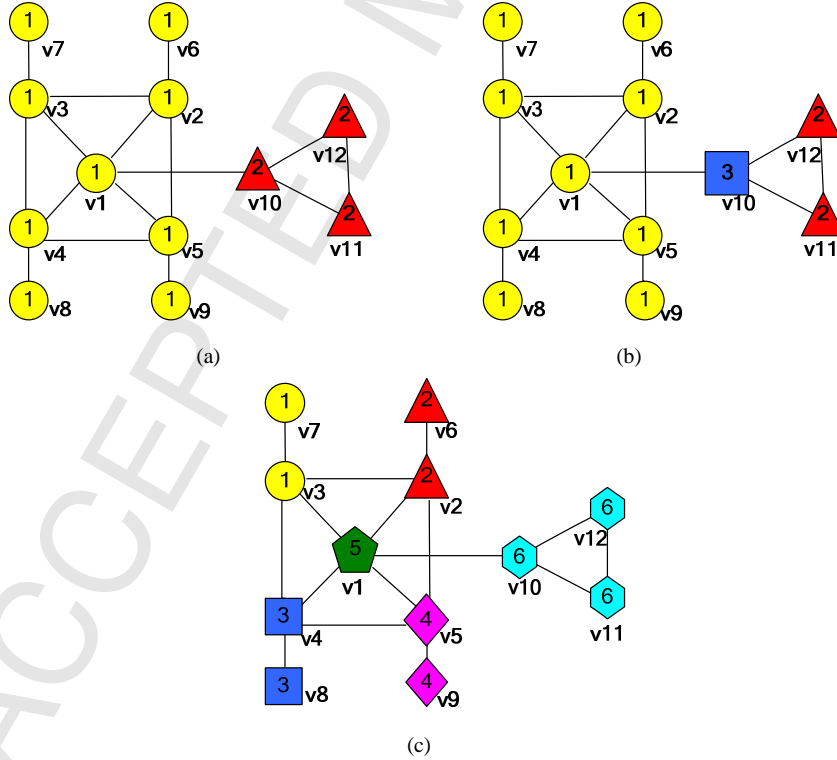 1 1 1 1
v7 v6 v7 v6
1 1 1 1
v3 v2 v3 v2
2 2
v12 v12
1 2 1 3
v1 v10 v1 v10
2 2
1 1 1 1
v4 v5 v11 v4 v5 v11
1 1 1 1
v8 v9 v8 v9
(a) (b)
1 2
v7 v6
1 2
v3 v2
6
v12
5 6
v1 v10
6
3 4
v4 v5 v11
3 4
v8 v9
(c)
ACCEPTED M